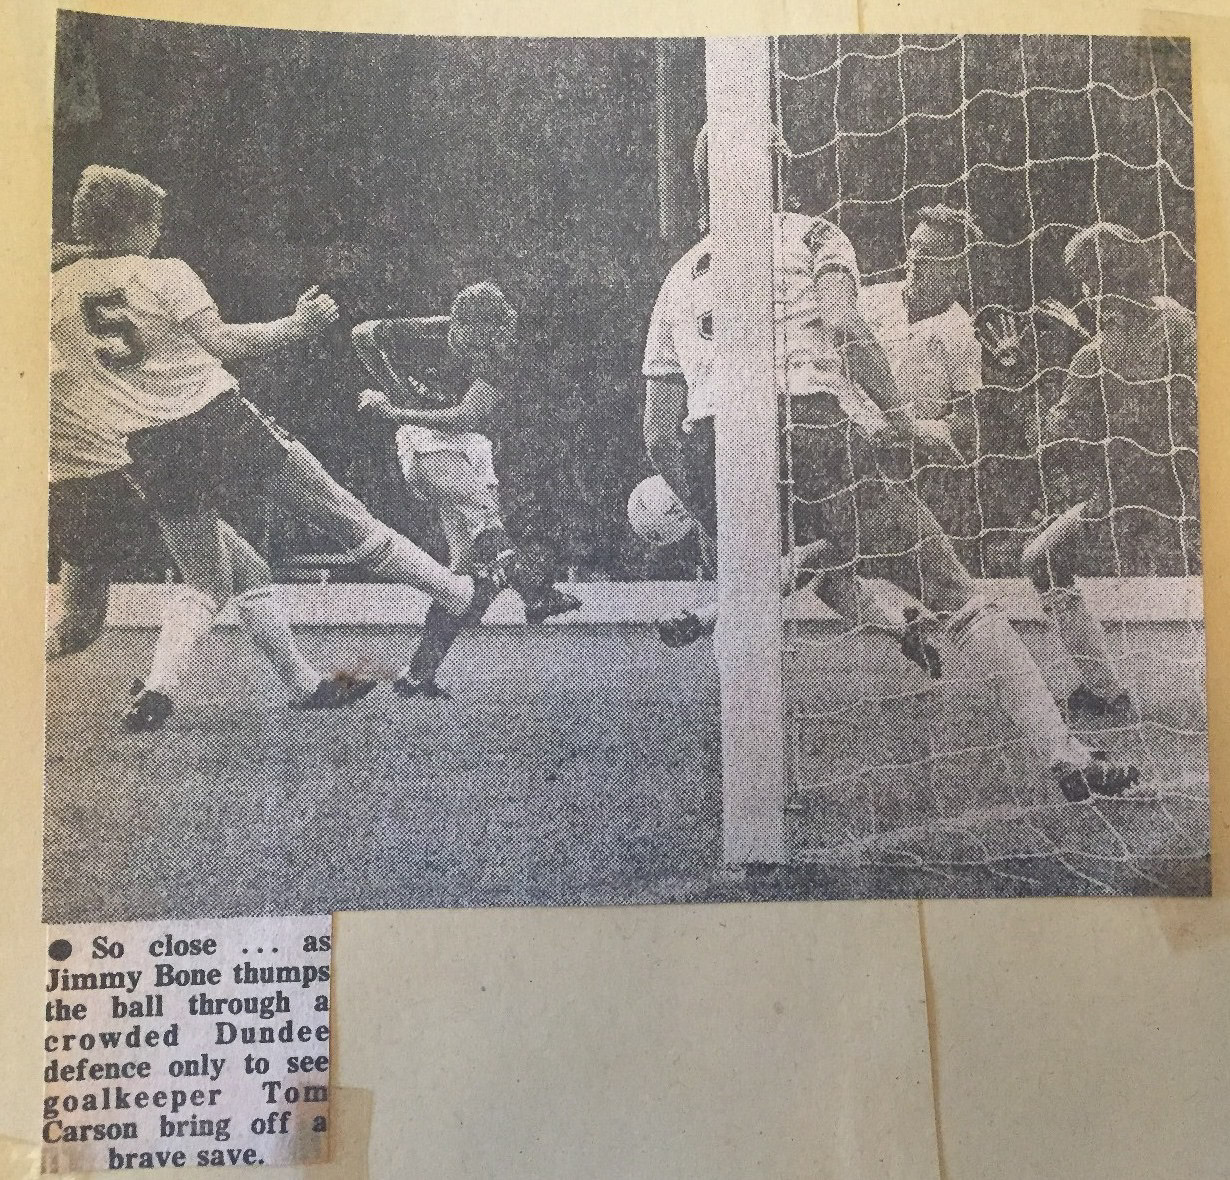 5
● So close ... as
Jimmy Bone thumps
the ball through a
crowded Dundee
defence only to see
goalkeeper Tom
Carson bring off a
brave save.